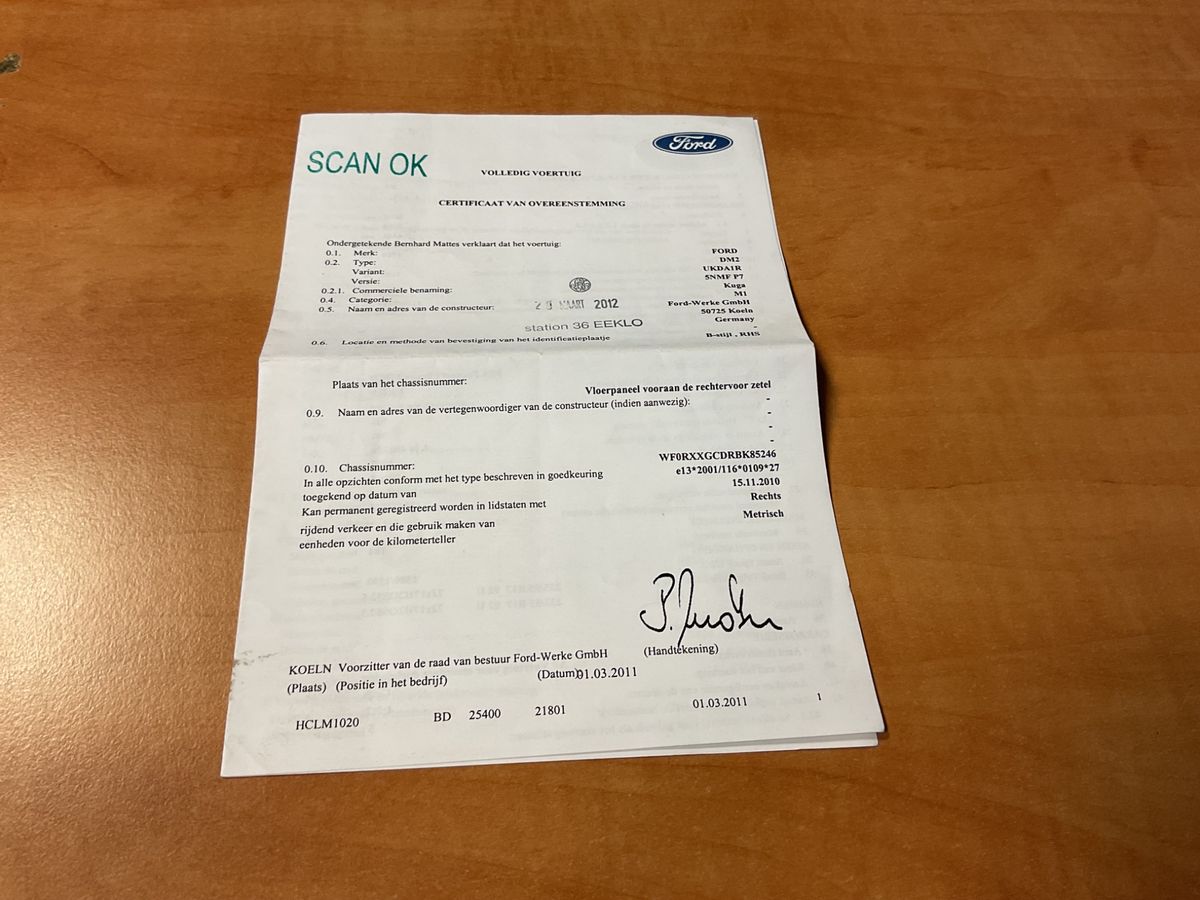 Ford
SCAN OK
VOLLEDIG VOERTUIG
CERTIFICAAT VAN OVEREENSTEMMING
Ondergetekende Bernhard Mattes verklaart dat het voertuig:
0.1. Merk: FORD
0.2. Type: DM2
Variant: UKDA1R
Versie: 5NMF P7
0.2.1. Commerciele benaming: Kuga
0.4. Categorie: M1
0.5. Naam en adres van de constructeur: Ford-Werke GmbH
50725 Koeln
Germany
-
MAART 2012
station 36 EEKLO
0.6. Locatie en methode van bevestiging van het identificatieplaatje B-stijl , RHS
Plaats van het chassisnummer: Vloerpaneel vooraan de rechtervoor zetel
0.9. Naam en adres van de vertegenwoordiger van de constructeur (indien aanwezig): -
-
-
-
0.10. Chassisnummer: WF0RXXGCDRBK85246
In alle opzichten conform met het type beschreven in goedkeuring e13*2001/116*0109*27
toegekend op datum van 15.11.2010
Kan permanent geregistreerd worden in lidstaten met Rechts
rijdend verkeer en die gebruik maken van Metrisch
eenheden voor de kilometerteller
KOELN Voorzitter van de raad van bestuur Ford-Werke GmbH (Handtekening)
(Plaats) (Positie in het bedrijf) (Datum)01.03.2011
HCLM1020 BD 25400 21801 01.03.2011 1